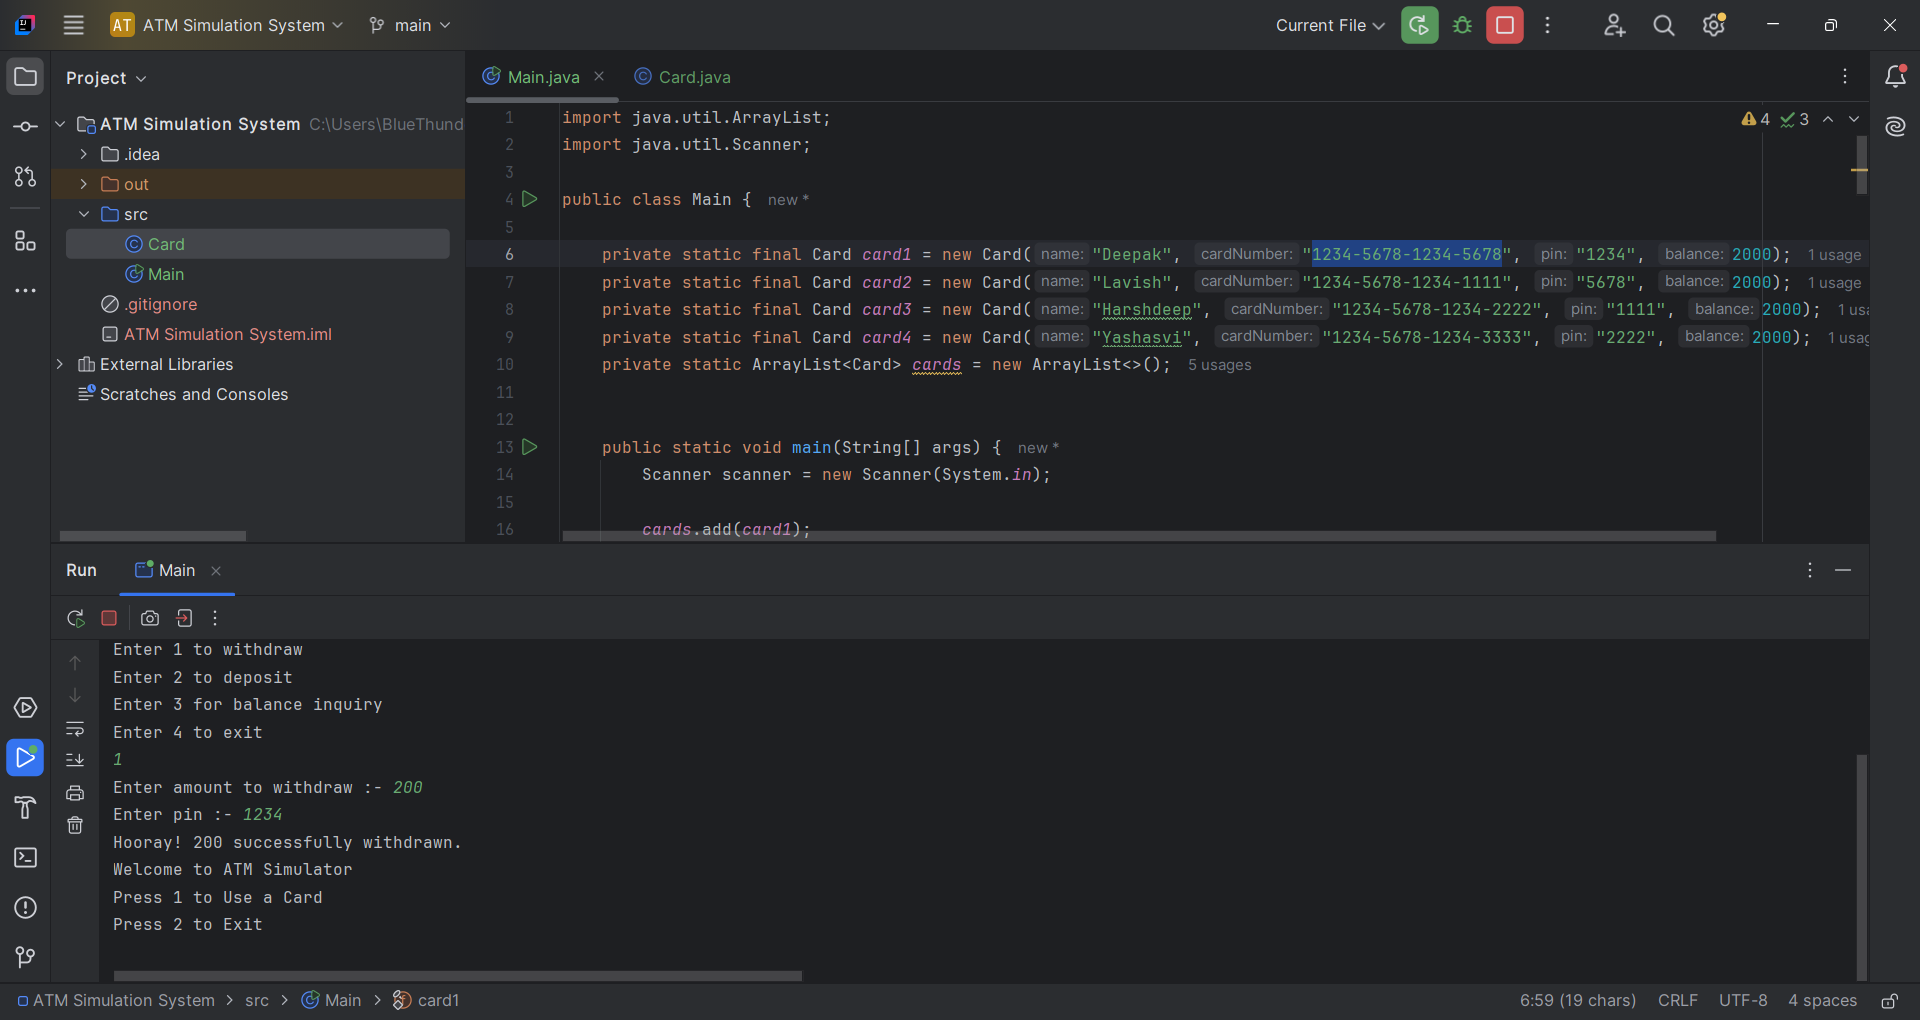 AT ATM Simulation System main Current File
Project
Main.java Card.java
ATM Simulation System C:\Users\BlueThund
.idea
out
src
Card
Main
.gitignore
ATM Simulation System.iml
External Libraries
Scratches and Consoles
4 3
1 import java.util.ArrayList;
2 import java.util.Scanner;
3
4 public class Main { new *
5
6 private static final Card card1 = new Card( name: "Deepak", cardNumber: "1234-5678-1234-5678", pin: "1234", balance: 2000); 1 usage
7 private static final Card card2 = new Card( name: "Lavish", cardNumber: "1234-5678-1234-1111", pin: "5678", balance: 2000); 1 usage
8 private static final Card card3 = new Card( name: "Harshdeep", cardNumber: "1234-5678-1234-2222", pin: "1111", balance: 2000); 1 usa
9 private static final Card card4 = new Card( name: "Yashasvi", cardNumber: "1234-5678-1234-3333", pin: "2222", balance: 2000); 1 usag
10 private static ArrayList<Card> cards = new ArrayList<>(); 5 usages
11
12
13 public static void main(String[] args) { new *
14 Scanner scanner = new Scanner(System.in);
15
16 cards.add(card1);
Run Main
Enter 1 to withdraw
Enter 2 to deposit
Enter 3 for balance inquiry
Enter 4 to exit
1
Enter amount to withdraw :- 200
Enter pin :- 1234
Hooray! 200 successfully withdrawn.
Welcome to ATM Simulator
Press 1 to Use a Card
Press 2 to Exit
ATM Simulation System > src > Main > card1 6:59 (19 chars) CRLF UTF-8 4 spaces